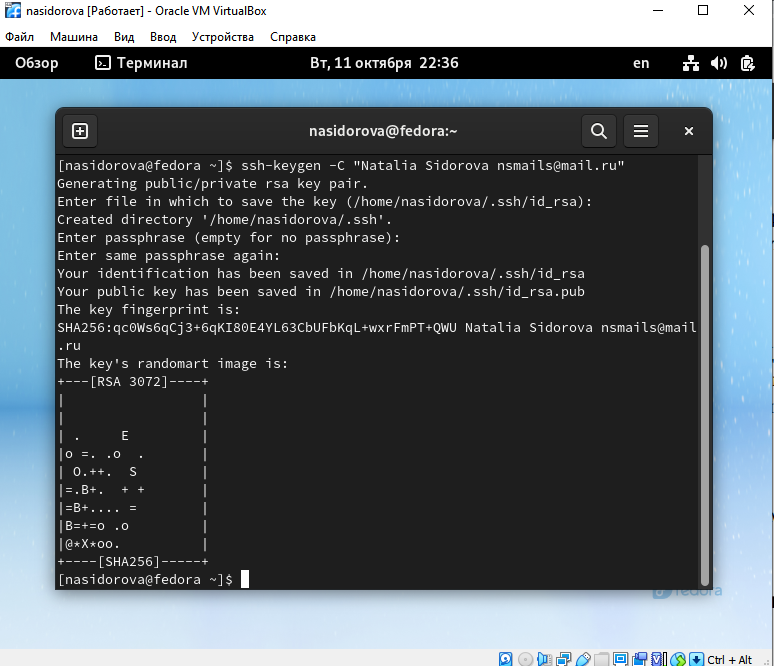 nasidorova [Работает] - Oracle VM VirtualBox
Файл Машина Вид Ввод Устройства Справка
Обзор Терминал Вт, 11 октября 22:36 en
nasidorova@fedora:~
[nasidorova@fedora ~]$ ssh-keygen -C "Natalia Sidorova nsmails@mail.ru"
Generating public/private rsa key pair.
Enter file in which to save the key (/home/nasidorova/.ssh/id_rsa):
Created directory '/home/nasidorova/.ssh'.
Enter passphrase (empty for no passphrase):
Enter same passphrase again:
Your identification has been saved in /home/nasidorova/.ssh/id_rsa
Your public key has been saved in /home/nasidorova/.ssh/id_rsa.pub
The key fingerprint is:
SHA256:qc0Ws6qCj3+6qKI80E4YL63CbUFbKqL+wxrFmPT+QWU Natalia Sidorova nsmails@mail
.ru
The key's randomart image is:
+---[RSA 3072]----+
|                 |
|                 |
| .     E         |
|o =. .o  .       |
| O.++.  S        |
|=.B+.  + +       |
|=B+.... =        |
|B=+=o .o         |
|@*X*oo.          |
+----[SHA256]-----+
[nasidorova@fedora ~]$
fedora
Ctrl + Alt